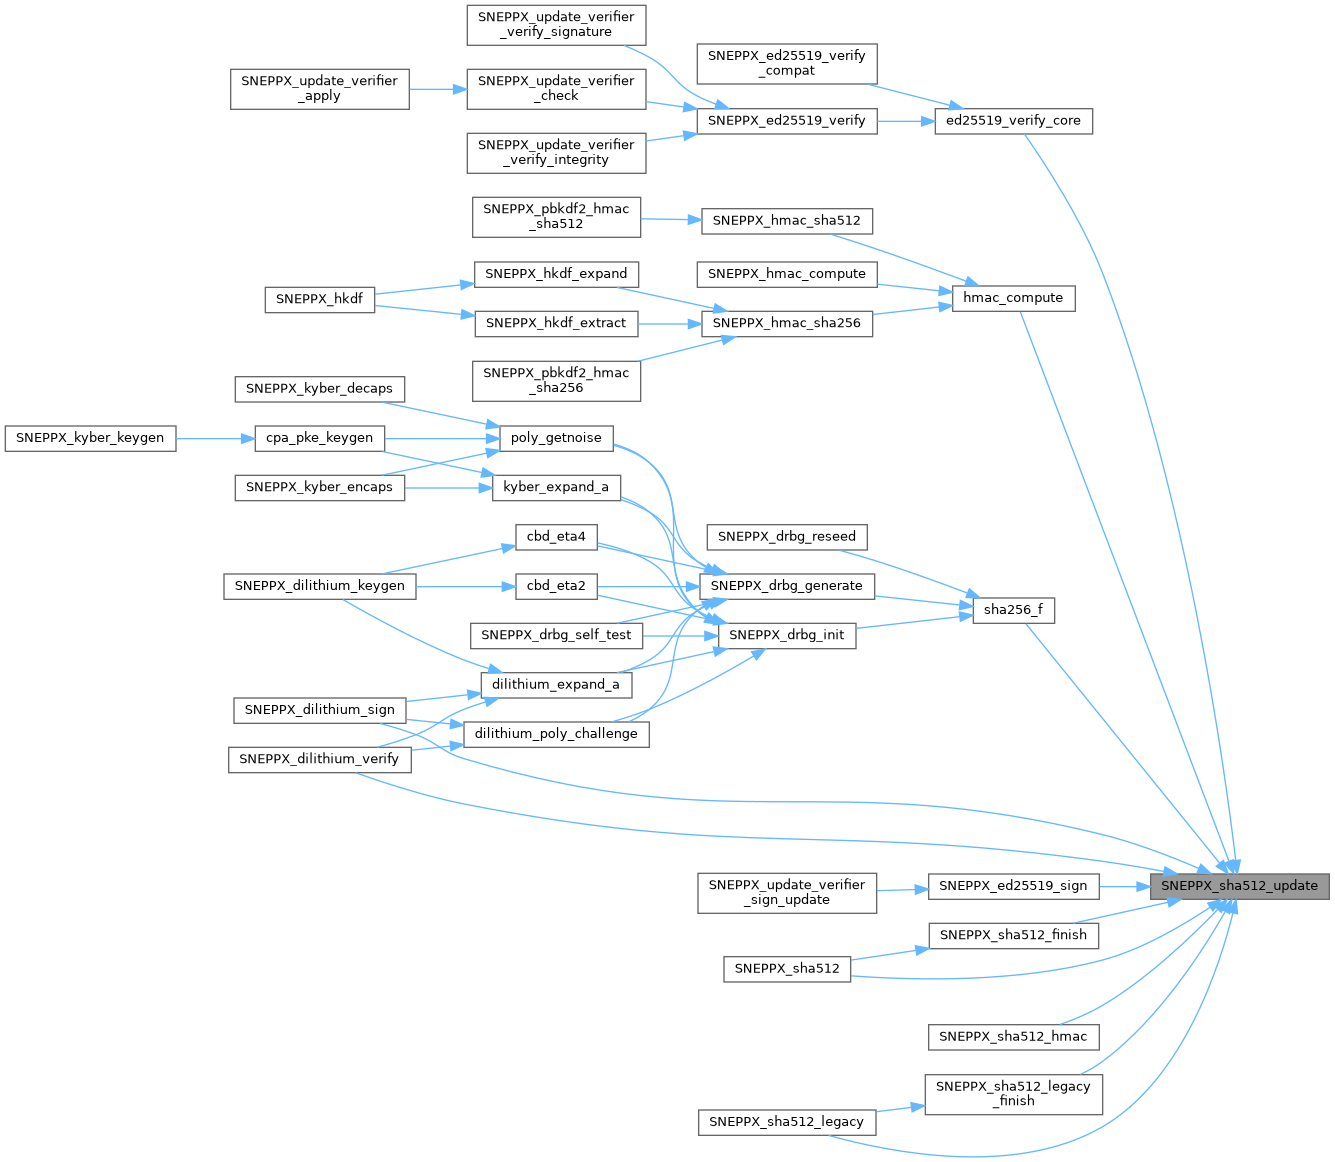 SNEPPX_update_verifier
_verify_signature
SNEPPX_ed25519_verify
_compat
SNEPPX_update_verifier
_apply
SNEPPX_update_verifier
_check
SNEPPX_ed25519_verify
ed25519_verify_core
SNEPPX_update_verifier
_verify_integrity
SNEPPX_pbkdf2_hmac
_sha512
SNEPPX_hmac_sha512
SNEPPX_hkdf_expand
SNEPPX_hmac_compute
SNEPPX_hkdf
hmac_compute
SNEPPX_hkdf_extract
SNEPPX_hmac_sha256
SNEPPX_pbkdf2_hmac
_sha256
SNEPPX_kyber_decaps
SNEPPX_kyber_keygen
cpa_pke_keygen
poly_getnoise
SNEPPX_kyber_encaps
kyber_expand_a
cbd_eta4
SNEPPX_drbg_reseed
SNEPPX_dilithium_keygen
cbd_eta2
SNEPPX_drbg_generate
sha256_f
SNEPPX_drbg_self_test
SNEPPX_drbg_init
dilithium_expand_a
SNEPPX_dilithium_sign
dilithium_poly_challenge
SNEPPX_dilithium_verify
SNEPPX_update_verifier
_sign_update
SNEPPX_ed25519_sign
SNEPPX_sha512_update
SNEPPX_sha512_finish
SNEPPX_sha512
SNEPPX_sha512_hmac
SNEPPX_sha512_legacy
_finish
SNEPPX_sha512_legacy